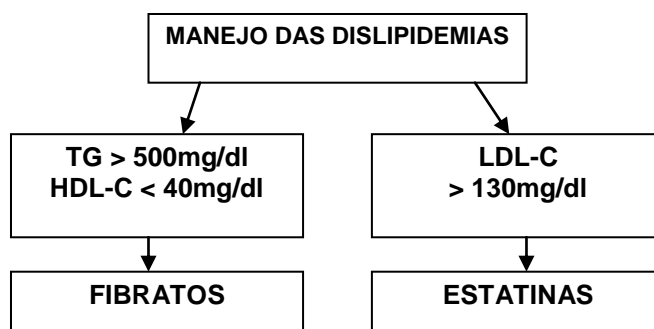 MANEJO DAS DISLIPIDEMIAS
TG > 500mg/dl
HDL-C < 40mg/dl
LDL-C
> 130mg/dl
FIBRATOS
ESTATINAS